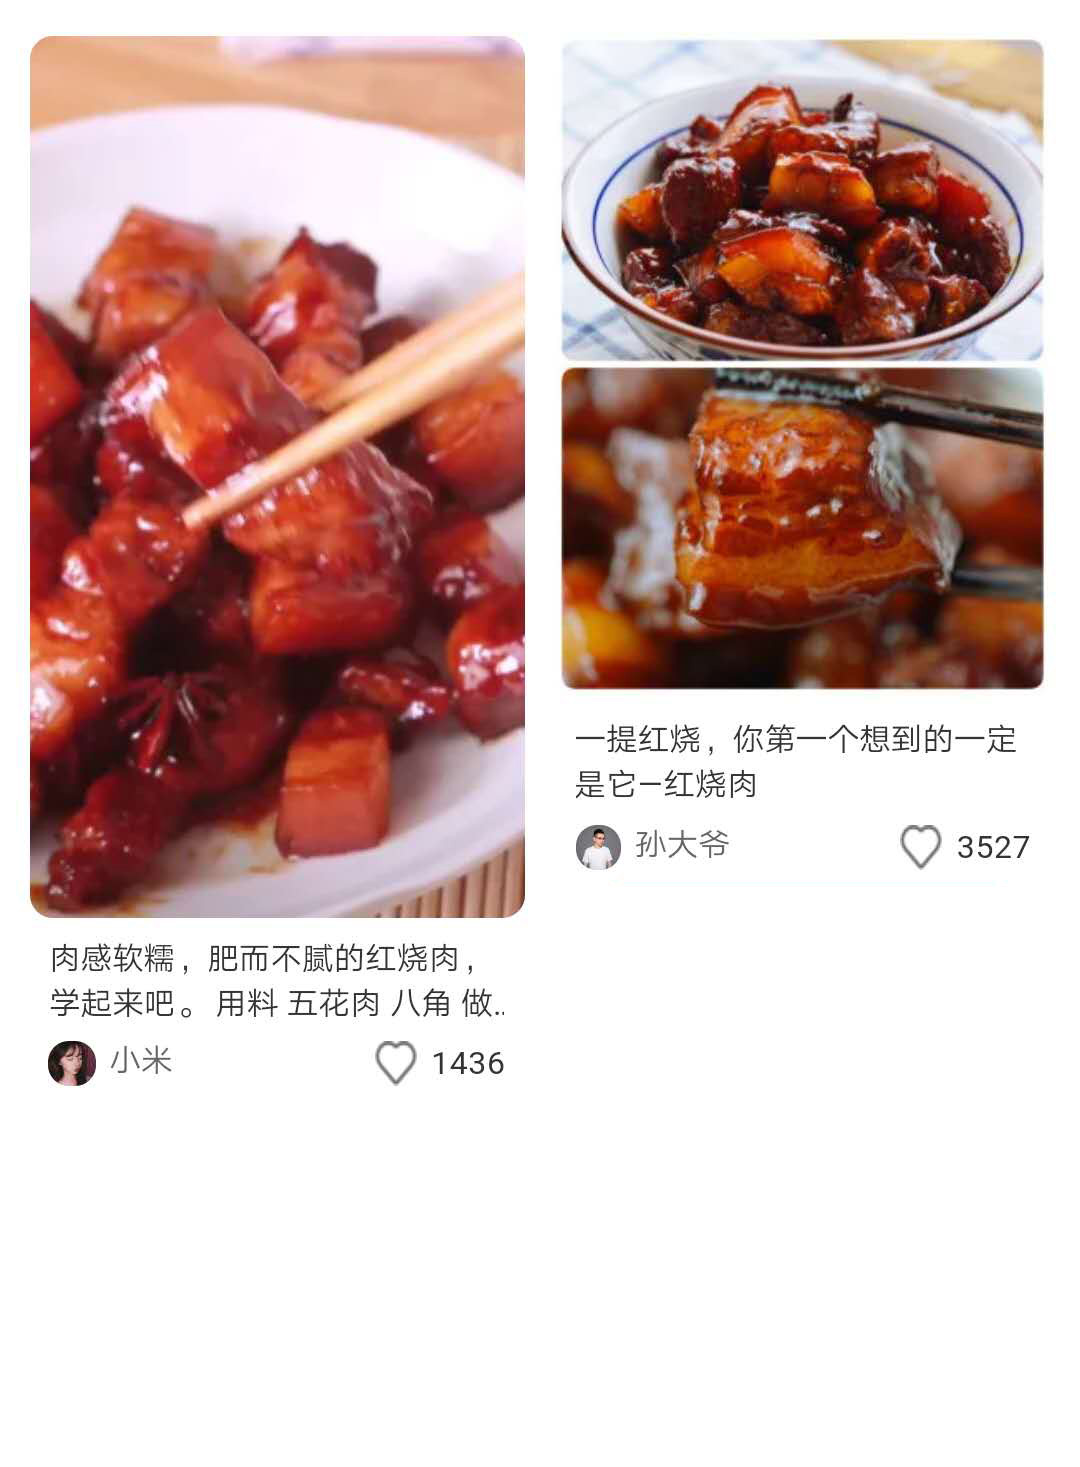 肉感软糯，肥而不腻的红烧肉，
学起来吧。 用料 五花肉 八角 做..
小米
1436
一提红烧，你第一个想到的一定
是它—红烧肉
孙大爷
3527